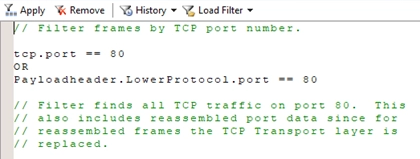 Apply Remove History Load Filter
// Filter frames by TCP port number.
tcp.port == 80
OR
Payloadheader.LowerProtocol.port == 80
// Filter finds all TCP traffic on port 80.  This
// also includes reassembled port data since for
// reassembled frames the TCP Transport layer is
// replaced.